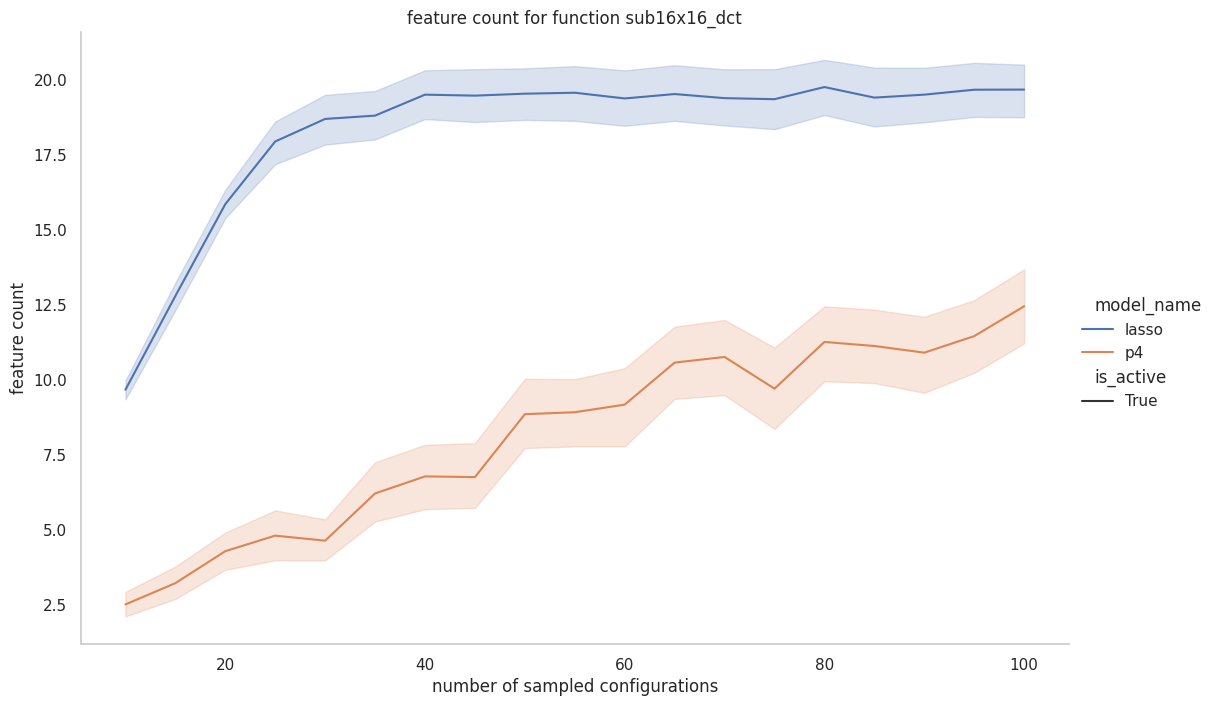 feature count for function sub16x16_dct
20.0
17.5
15.0
12.5
10.0
7.5
5.0
2.5
feature count
20
40
60
80
100
number of sampled configurations
model_name
lasso
p4
is_active
True